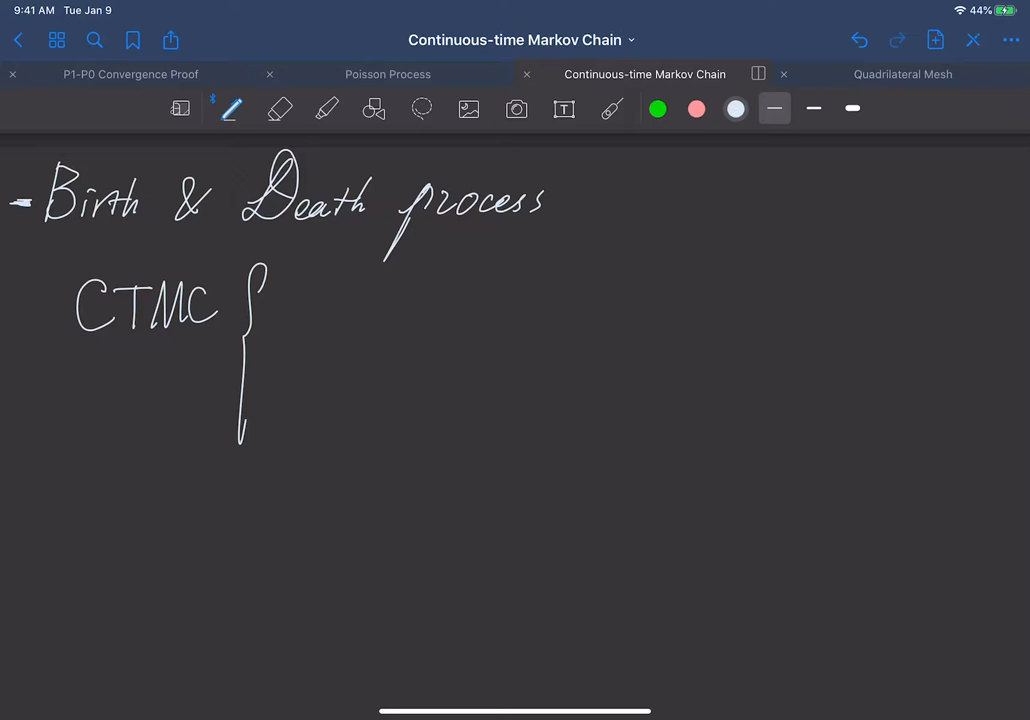 9:41 AM Tue Jan 9
44%
Continuous-time Markov Chain
P1-P0 Convergence Proof
Poisson Process
Continuous-time Markov Chain
Quadrilateral Mesh
- Birth & Death process
CTMC {